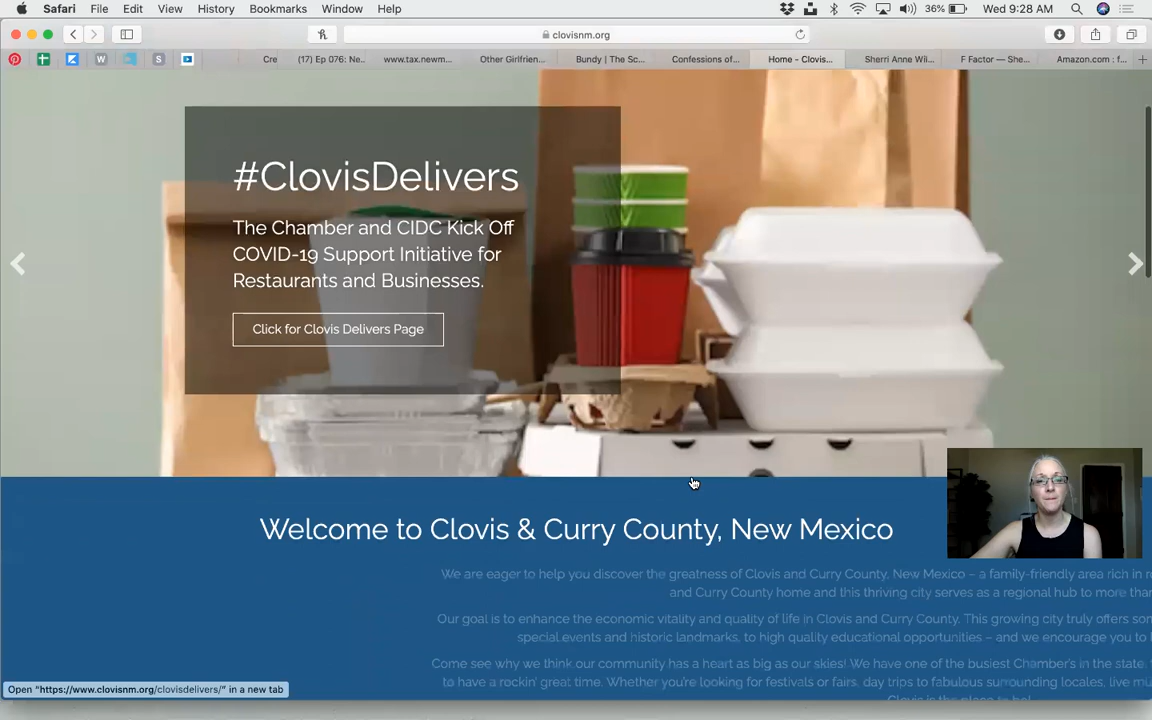 Safari File Edit View History Bookmarks Window Help 36% Wed 9:28 AM
clovisnm.org
W S Cre (17) Ep 076: Ne... www.tax.newm... Other Girlfrien... Bundy | The Sc... Confessions of... Home - Clovis... Sherri Anne Wil... F Factor — She... Amazon.com : f...
#ClovisDelivers
The Chamber and CIDC Kick Off
COVID-19 Support Initiative for
Restaurants and Businesses.
Click for Clovis Delivers Page
Welcome to Clovis & Curry County, New Mexico
We are eager to help you discover the greatness of Clovis and Curry County, New Mexico – a family-friendly area rich in
and Curry County home and this thriving city serves as a regional hub to more
Our goal is to enhance the economic vitality and quality of life in Clovis and Curry County. This growing city truly offers
special events and historic landmarks, to high quality educational opportunities – and we encourage you to
Come see why we think our community has a heart as big as our skies! We have one of the busiest Chamber's in the state.
to have a rockin' great time. Whether you're looking for festivals or fairs, day trips to fabulous surrounding locales, live
Clovis is the place to be!
Open "https://www.clovisnm.org/clovisdelivers/" in a new tab